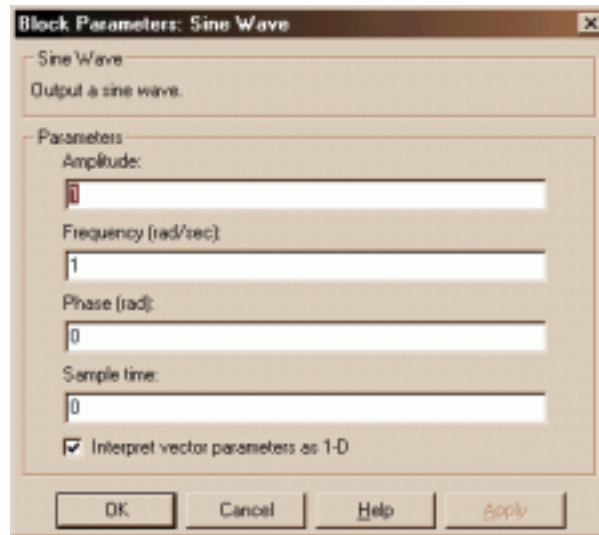 Block Parameters: Sine Wave
Sine Wave
Output a sine wave.
Parameters
Amplitude:
1
Frequency (rad/sec):
1
Phase (rad):
0
Sample time:
0
Interpret vector parameters as 1-D
OK Cancel Help Apply